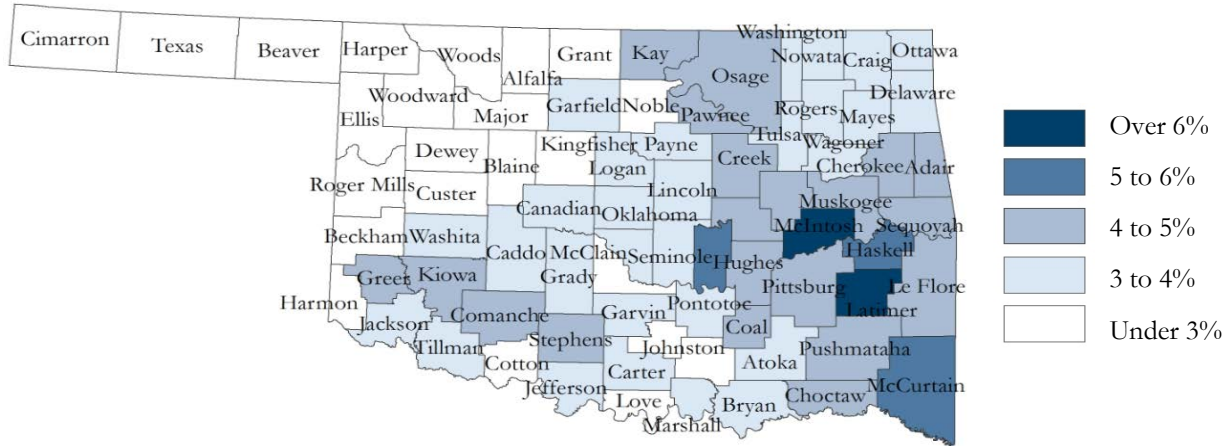 Cimarron
Texas
Beaver
Harper
Woods
Alfalfa
Grant
Kay
Osage
Washington
Nowata
Craig
Ottawa
Woodward
Ellis
Major
Garfield
Noble
Pawnee
Rogers
Mayes
Delaware
Dewey
Blaine
Kingfisher
Logan
Payne
Creek
Tulsa
Wagoner
Cherokee
Adair
Roger Mills
Custer
Canadian
Oklahoma
Lincoln
Muskogee
McIntosh
Sequoyah
Beckham
Washita
Caddo
McClain
Grady
Seminole
Hughes
Haskell
Greer
Kiowa
Pittsburg
Le Flore
Latimer
Harmon
Jackson
Comanche
Garvin
Pontotoc
Coal
Tillman
Stephens
Johnston
Atoka
Pushmataha
Cotton
Jefferson
Carter
Love
Marshall
Bryan
Choctaw
McCurtain
Over 6%
5 to 6%
4 to 5%
3 to 4%
Under 3%